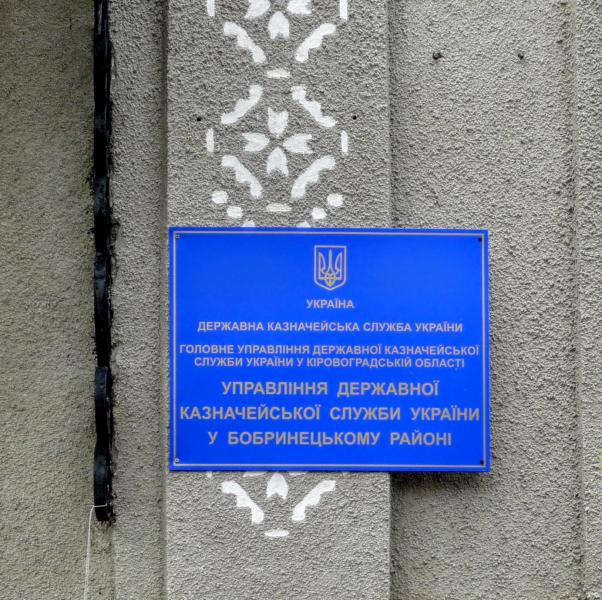 УКРАЇНА
ДЕРЖАВНА КАЗНАЧЕЙСЬКА СЛУЖБА УКРАЇНИ
ГОЛОВНЕ УПРАВЛІННЯ ДЕРЖАВНОЇ КАЗНАЧЕЙСЬКОЇ
СЛУЖБИ УКРАЇНИ У КІРОВОГРАДСЬКІЙ ОБЛАСТІ
УПРАВЛІННЯ ДЕРЖАВНОЇ
КАЗНАЧЕЙСЬКОЇ СЛУЖБИ УКРАЇНИ
У БОБРИНЕЦЬКОМУ РАЙОНІ